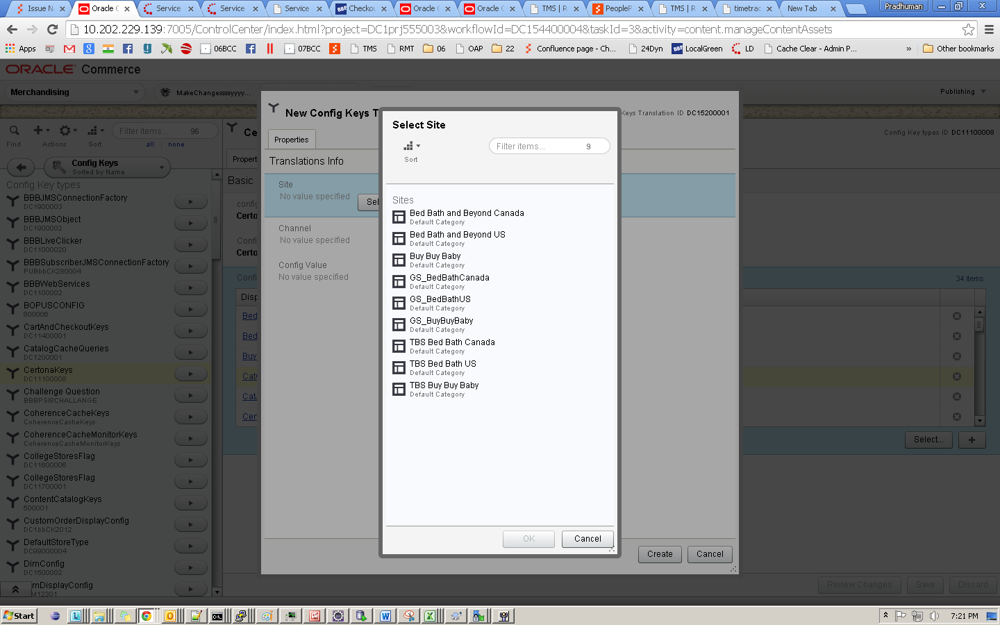 Issue N
Oracle C
Service
Service
Service
Checkou
Oracle C
Oracle C
TMS | R
PeopleP
TMS | R
timetrac
New Tab
Pradhuman
10.202.229.139:7005/ControlCenter/index.html?project=DC1prj555003&workflowId=DC154400004&taskId=3&activity=content.manageContentAssets
Apps
06BCC
07BCC
TMS
RMT
06
OAP
22
Confluence page - Ch...
24Dyn
LocalGreen
LD
Cache Clear - Admin P...
»
Other bookmarks
ORACLE Commerce
Merchandising
MakeChangessssyyyy...
Publishing
Find
Actions
Sort
Filter items... 96
all | none
Config Keys
Sorted by Name
Config Key types
BBBJMSConnectionFactory
DC1900003
BBBJMSObject
DC1900002
BBBLiveClicker
DC11000020
BBBSubscriberJMSConnectionFactory
PUBbbCK280004
BBBWebServices
DC1100002
BOPUSCONFIG
800006
CartAndCheckoutKeys
DC11400001
CatalogCacheQueries
DC1200001
CertonaKeys
DC11100008
Challenge Question
BBBPSISCHALLANGE
CoherenceCacheKeys
CoherenceCacheKeys
CoherenceCacheMonitorKeys
CoherenceCacheMonitorKeys
CollegeStoresFlag
DC11600006
CollegeStoresFlag
DC11700001
ContentCatalogKeys
500001
CustomOrderDisplayConfig
DC1bbCK2012
DefaultStoreType
DC99000004
DimConfig
DC1500002
mDisplayConfig
M12301
Ce
Config Key types ID DC11100008
Propert
Basic
config
Certo
Config
Certo
Confi
34 items
Disp
Bed
Bed
Buy
Cat
Cat
Cer
Select...
+
Review Changes
Save
Discard
New Config Keys T
Keys Translation ID DC15200001
Properties
Translations Info
Site
No value specified
Sel
Channel
No value specified
Config Value
No value specified
Create
Cancel
Select Site
Sort
Filter items... 9
Sites
Bed Bath and Beyond Canada
Default Category
Bed Bath and Beyond US
Default Category
Buy Buy Baby
Default Category
GS_BedBathCanada
Default Category
GS_BedBathUS
Default Category
GS_BuyBuyBaby
Default Category
TBS Bed Bath Canada
Default Category
TBS Bed Bath US
Default Category
TBS Buy Buy Baby
Default Category
OK
Cancel
Start
7:21 PM